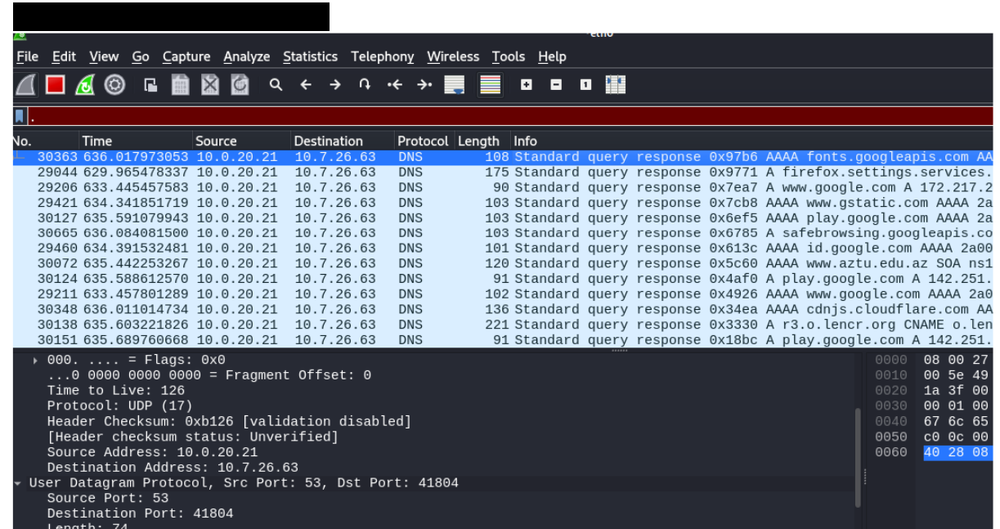 File Edit View Go Capture Analyze Statistics Telephony Wireless Tools Help
.
No. Time Source Destination Protocol Length Info
30363 636.017973053 10.0.20.21 10.7.26.63 DNS 108 Standard query response 0x97b6 AAAA fonts.googleapis.com AA
29044 629.965478337 10.0.20.21 10.7.26.63 DNS 175 Standard query response 0x9771 A firefox.settings.services.
29206 633.445457583 10.0.20.21 10.7.26.63 DNS 90 Standard query response 0x7ea7 A www.google.com A 172.217.2
29421 634.341851719 10.0.20.21 10.7.26.63 DNS 103 Standard query response 0x7cb8 AAAA www.gstatic.com AAAA 2a
30127 635.591079943 10.0.20.21 10.7.26.63 DNS 103 Standard query response 0x6ef5 AAAA play.google.com AAAA 2a
30665 636.084081500 10.0.20.21 10.7.26.63 DNS 103 Standard query response 0x6785 A safebrowsing.googleapis.co
29460 634.391532481 10.0.20.21 10.7.26.63 DNS 101 Standard query response 0x613c AAAA id.google.com AAAA 2a00
30072 635.442253267 10.0.20.21 10.7.26.63 DNS 120 Standard query response 0x5c60 AAAA www.aztu.edu.az SOA ns1
30124 635.588612570 10.0.20.21 10.7.26.63 DNS 91 Standard query response 0x4af0 A play.google.com A 142.251.
29211 633.457801289 10.0.20.21 10.7.26.63 DNS 102 Standard query response 0x4926 AAAA www.google.com AAAA 2a0
30348 636.011014734 10.0.20.21 10.7.26.63 DNS 136 Standard query response 0x34ea AAAA cdnjs.cloudflare.com AA
30138 635.603221826 10.0.20.21 10.7.26.63 DNS 221 Standard query response 0x3330 A r3.o.lencr.org CNAME o.len
30151 635.689760668 10.0.20.21 10.7.26.63 DNS 91 Standard query response 0x18bc A play.google.com A 142.251.
000. .... = Flags: 0x0
...0 0000 0000 0000 = Fragment Offset: 0
Time to Live: 126
Protocol: UDP (17)
Header Checksum: 0xb126 [validation disabled]
[Header checksum status: Unverified]
Source Address: 10.0.20.21
Destination Address: 10.7.26.63
User Datagram Protocol, Src Port: 53, Dst Port: 41804
Source Port: 53
Destination Port: 41804
Length: 74
0000 08 00 27
0010 00 5e 49
0020 1a 3f 00
0030 00 01 00
0040 67 6c 65
0050 c0 0c 00
0060 40 28 08